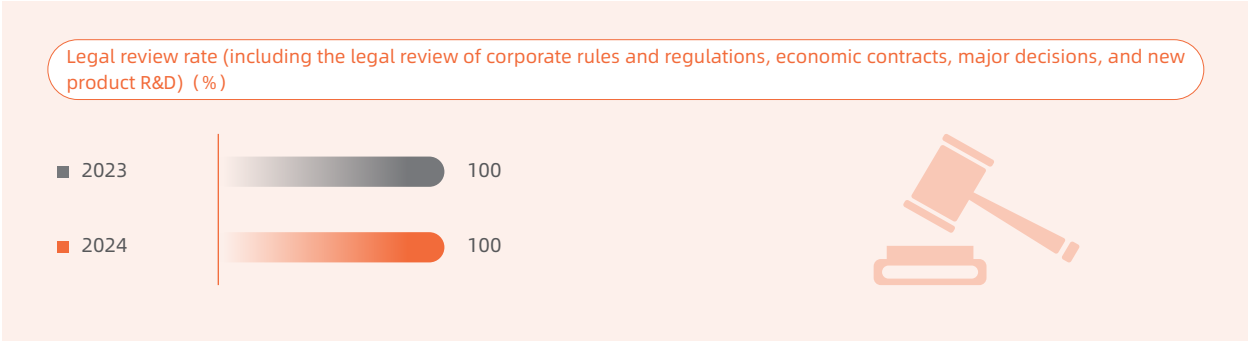 Legal review rate (including the legal review of corporate rules and regulations, economic contracts, major decisions, and new
product R&D) (%)
2023 100
2024 100